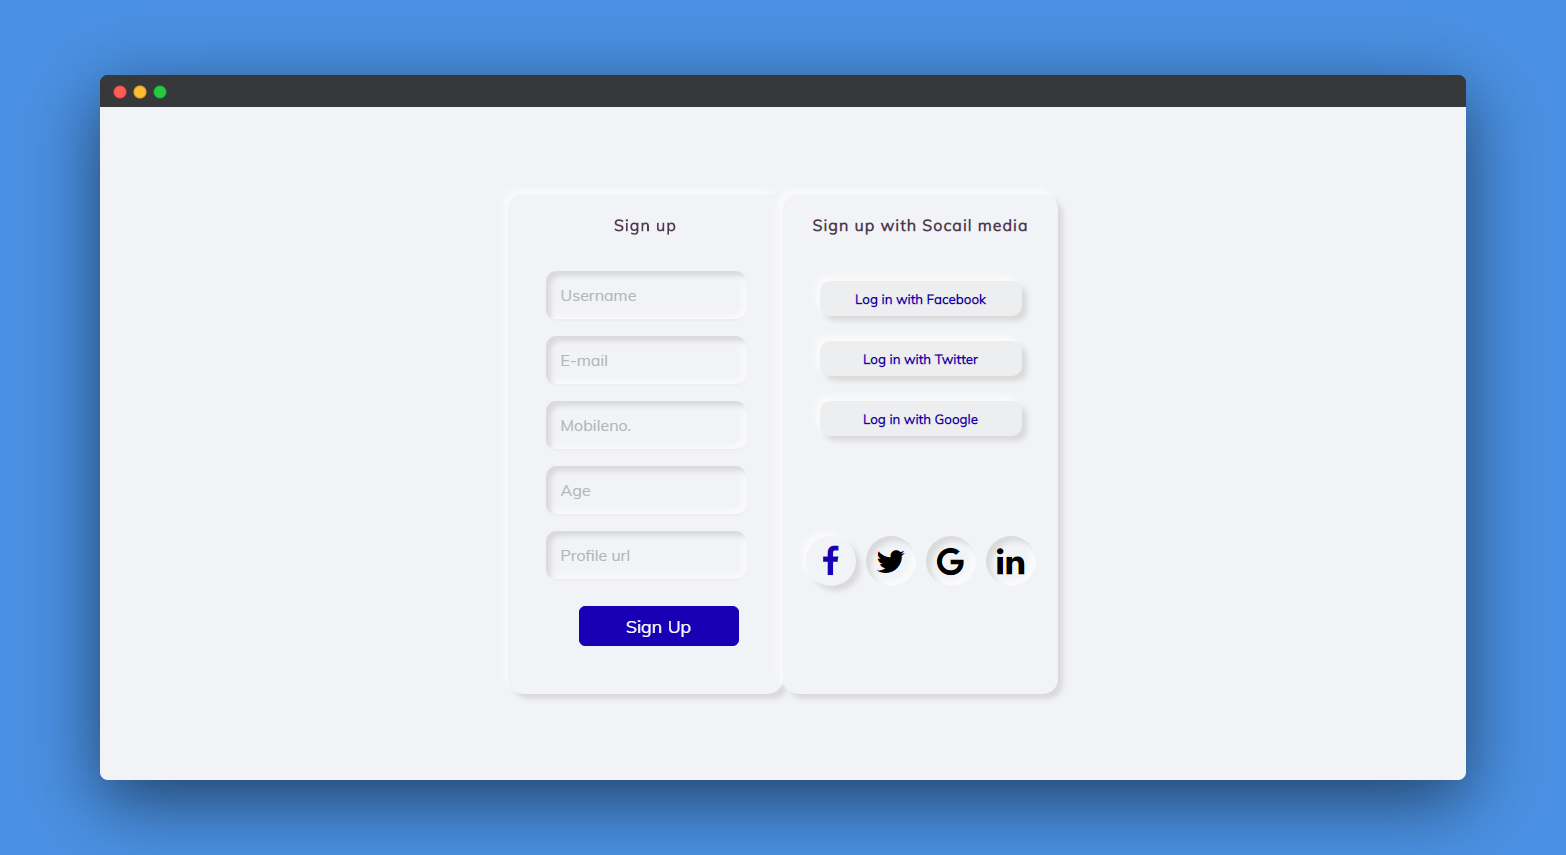 Sign up
Username
E-mail
Mobileno.
Age
Profile url
Sign Up
Sign up with Socail media
Log in with Facebook
Log in with Twitter
Log in with Google